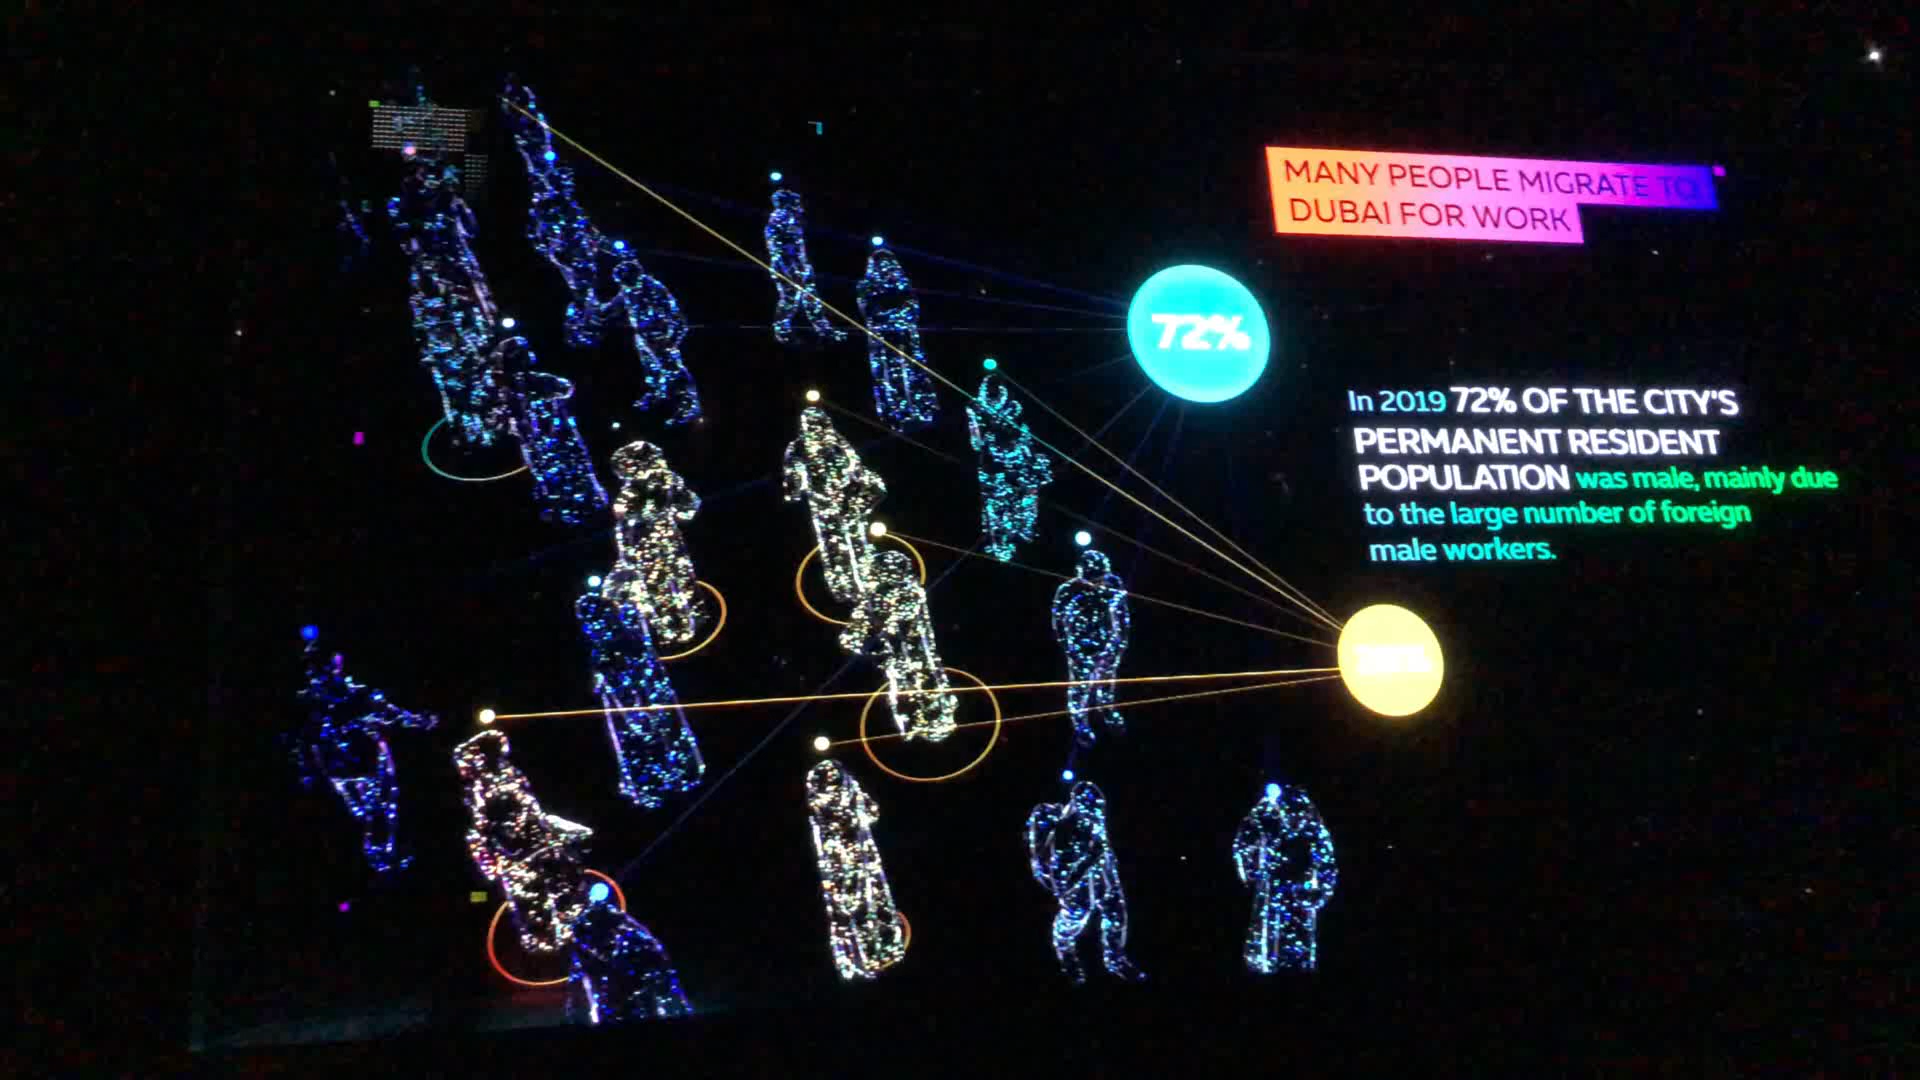 MANY PEOPLE MIGRATE TO
DUBAI FOR WORK
72%
In 2019 72% OF THE CITY'S
PERMANENT RESIDENT
POPULATION was male, mainly due
to the large number of foreign
male workers.